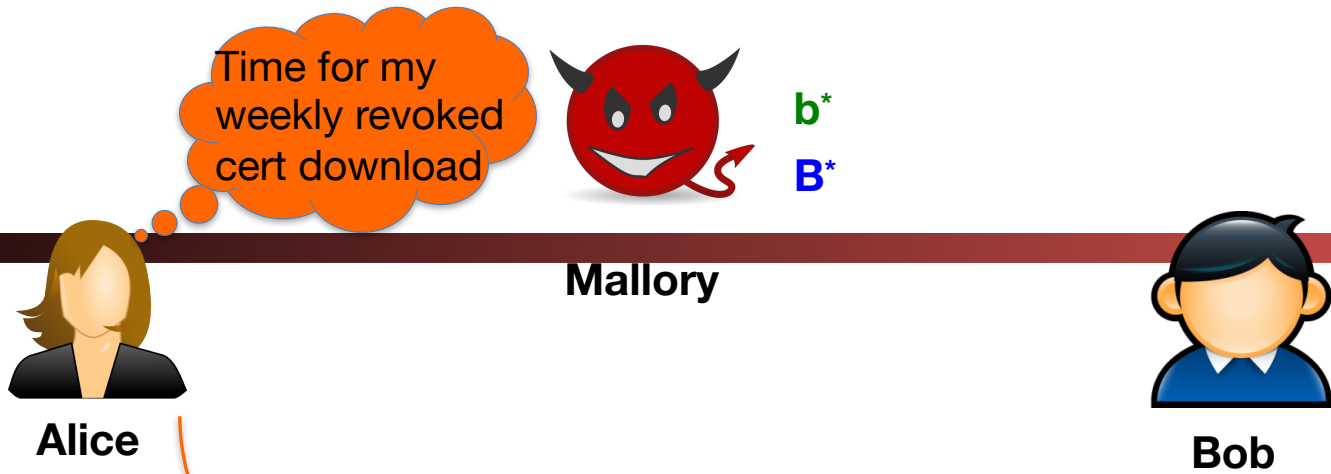 Time for my
weekly revoked
cert download
b*
B*
Mallory
Alice
Bob